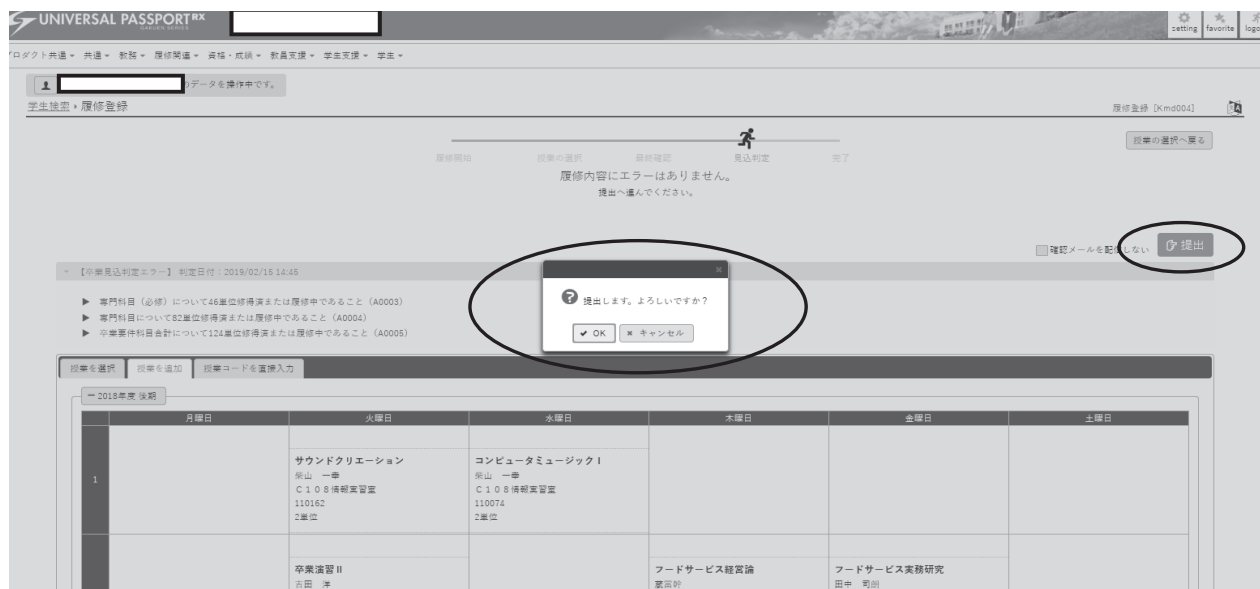 UNIVERSAL PASSPORT RX
GAKUEN SERIES
setting favorite logo
プロダクト共通 共通 教務 履修関連 資格・成績 教員支援 学生支援 学生
のデータを操作中です。
学生検索 履修登録
履修登録 [Kmd004]
授業の選択へ戻る
履修開始 授業の選択 最終確認 見込判定 完了
履修内容にエラーはありません。
提出へ進んでください。
確認メールを配信しない 提出
【卒業見込判定エラー】 判定日付:2019/02/15 14:45
専門科目(必修)について46単位修得済または履修中であること(A0003)
専門科目について82単位修得済または履修中であること(A0004)
卒業要件科目合計について124単位修得済または履修中であること(A0005)
提出します。よろしいですか?
OK キャンセル
授業を選択 授業を追加 授業コードを直接入力
2018年度 後期
月曜日 火曜日 水曜日 木曜日 金曜日 土曜日
1
サウンドクリエーション
柴山 一幸
C108情報実習室
110162
2単位
コンピュータミュージックⅠ
柴山 一幸
C108情報実習室
110074
2単位
卒業演習Ⅱ
古田 洋
フードサービス経営論
フードサービス実務研究
田中 司朗